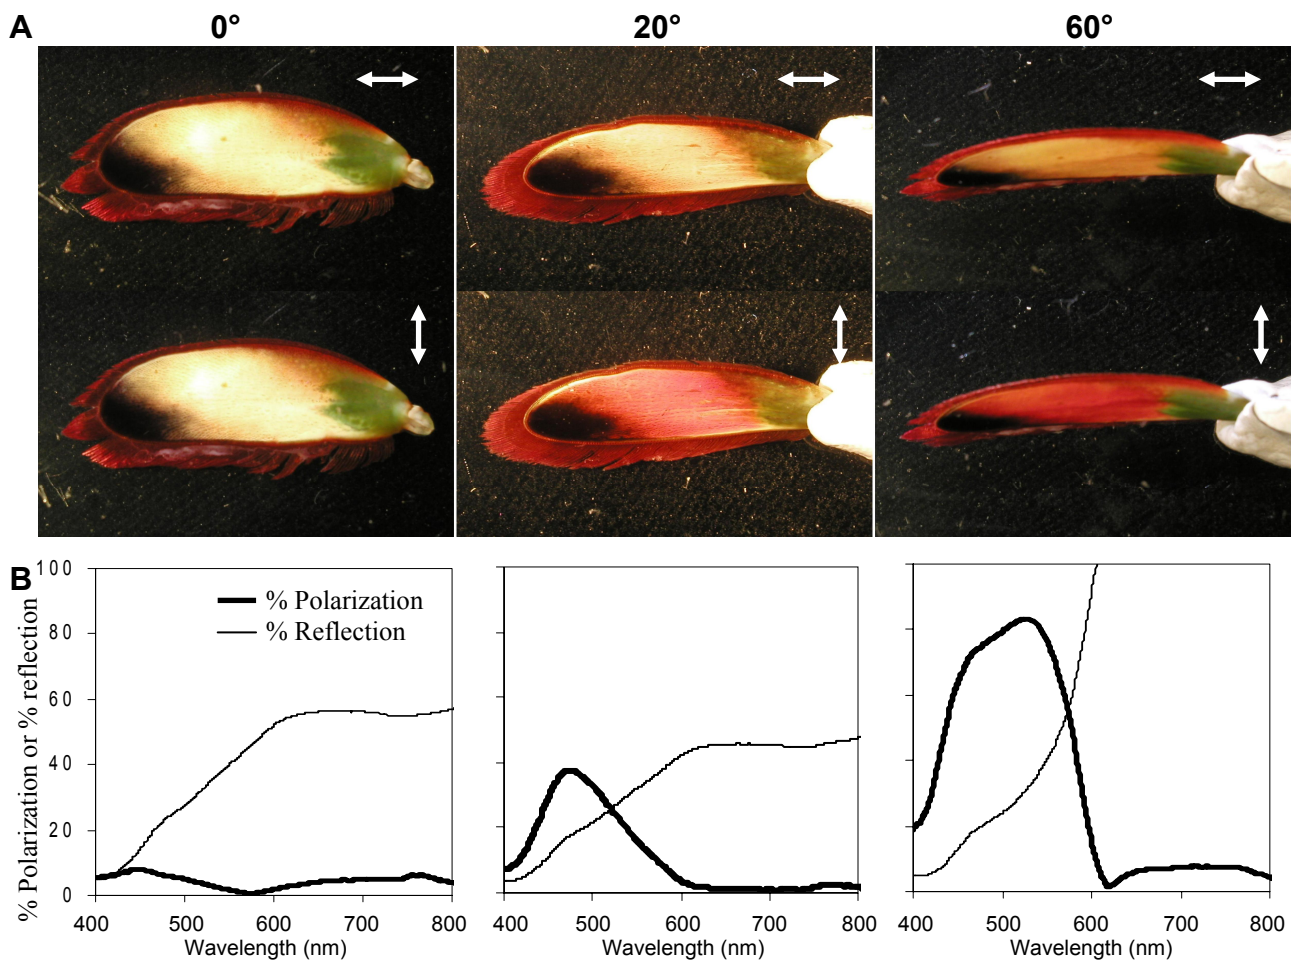 A 0° 20° 60°
B
100
80
60
40
20
0
% Polarization or % reflection
% Polarization
% Reflection
400 500 600 700 800
Wavelength (nm)
400 500 600 700 800
Wavelength (nm)
400 500 600 700 800
Wavelength (nm)